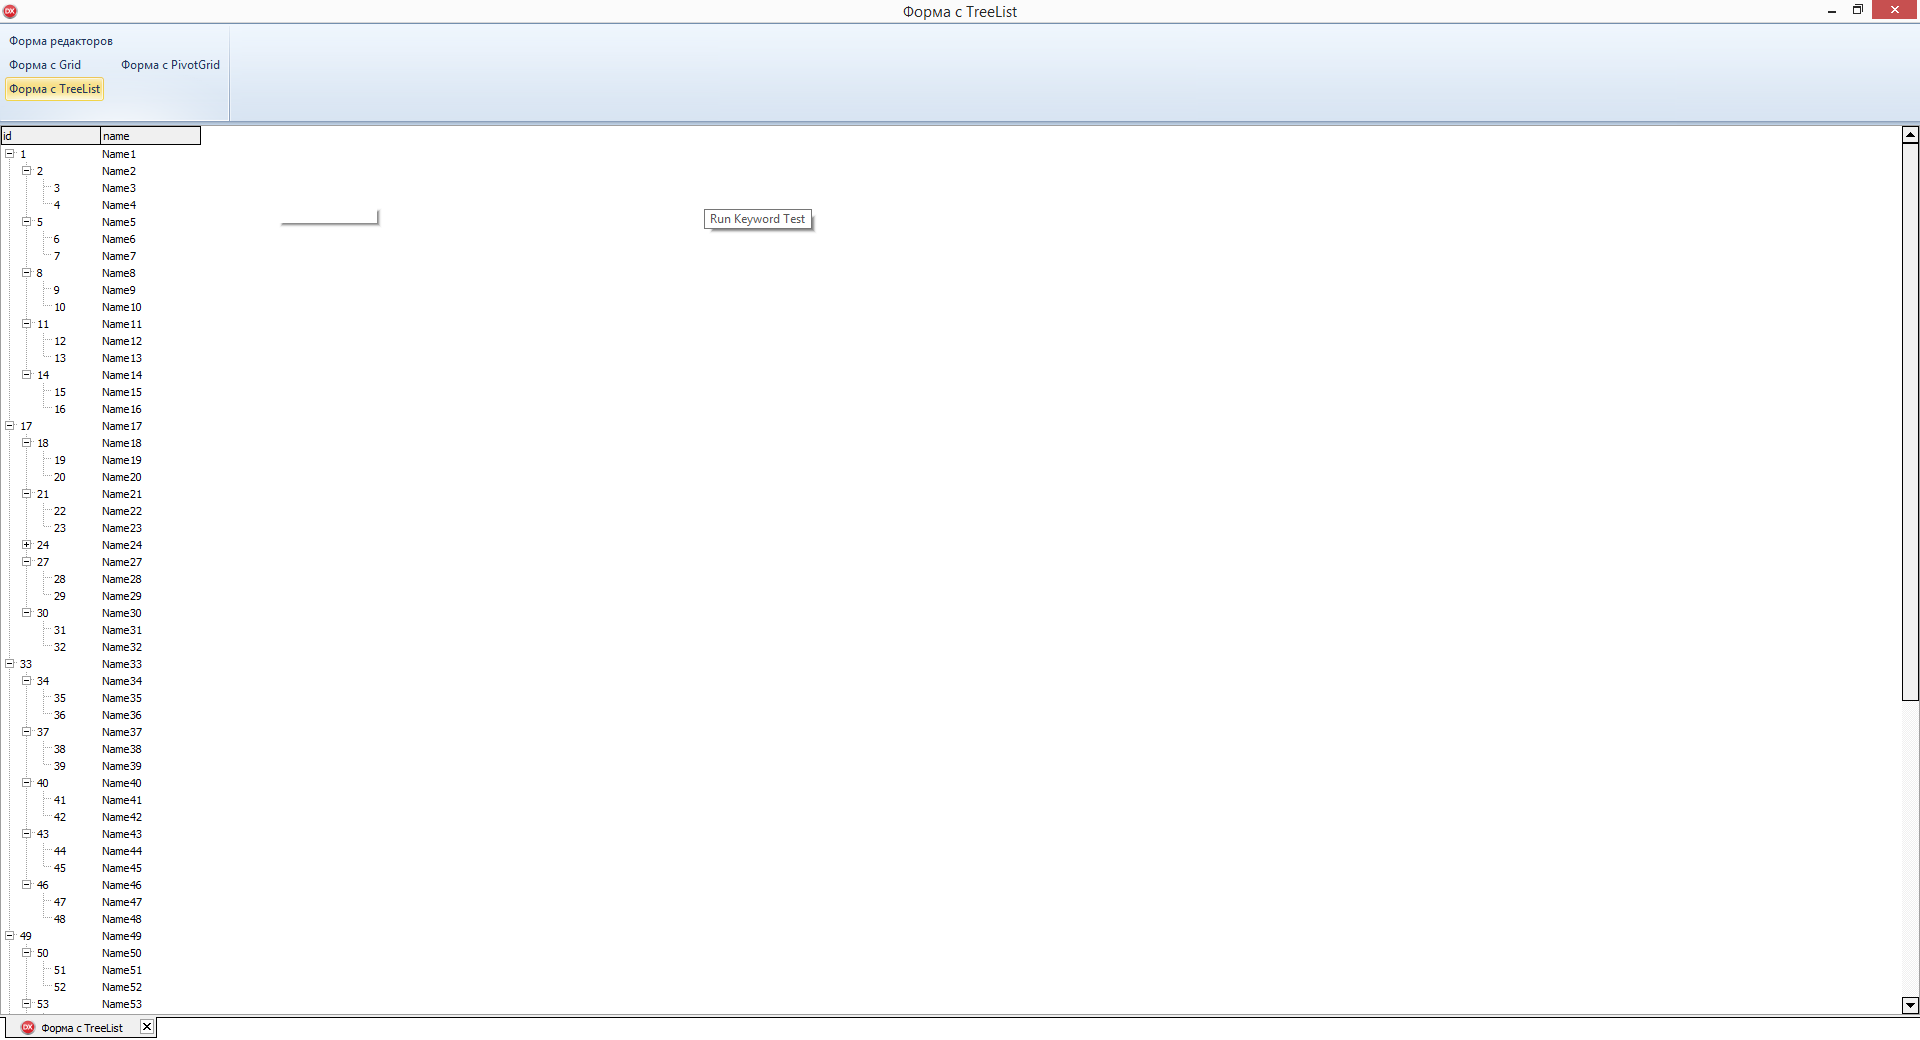 DX
Форма с TreeList
Форма редакторов
Форма с Grid Форма с PivotGrid
Форма с TreeList
id name
1 Name1
2 Name2
3 Name3
4 Name4
Run Keyword Test
5 Name5
6 Name6
7 Name7
8 Name8
9 Name9
10 Name10
11 Name11
12 Name12
13 Name13
14 Name14
15 Name15
16 Name16
17 Name17
18 Name18
19 Name19
20 Name20
21 Name21
22 Name22
23 Name23
24 Name24
27 Name27
28 Name28
29 Name29
30 Name30
31 Name31
32 Name32
33 Name33
34 Name34
35 Name35
36 Name36
37 Name37
38 Name38
39 Name39
40 Name40
41 Name41
42 Name42
43 Name43
44 Name44
45 Name45
46 Name46
47 Name47
48 Name48
49 Name49
50 Name50
51 Name51
52 Name52
53 Name53
DX Форма с TreeList